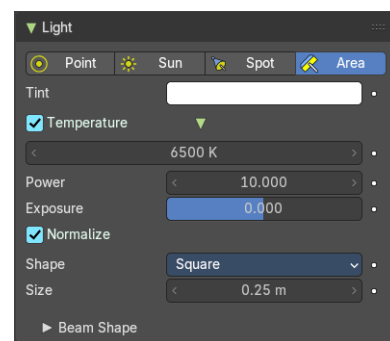 Light
Point Sun Spot Area
Tint
Temperature
6500 K
Power 10.000
Exposure 0.000
Normalize
Shape Square
Size 0.25 m
Beam Shape